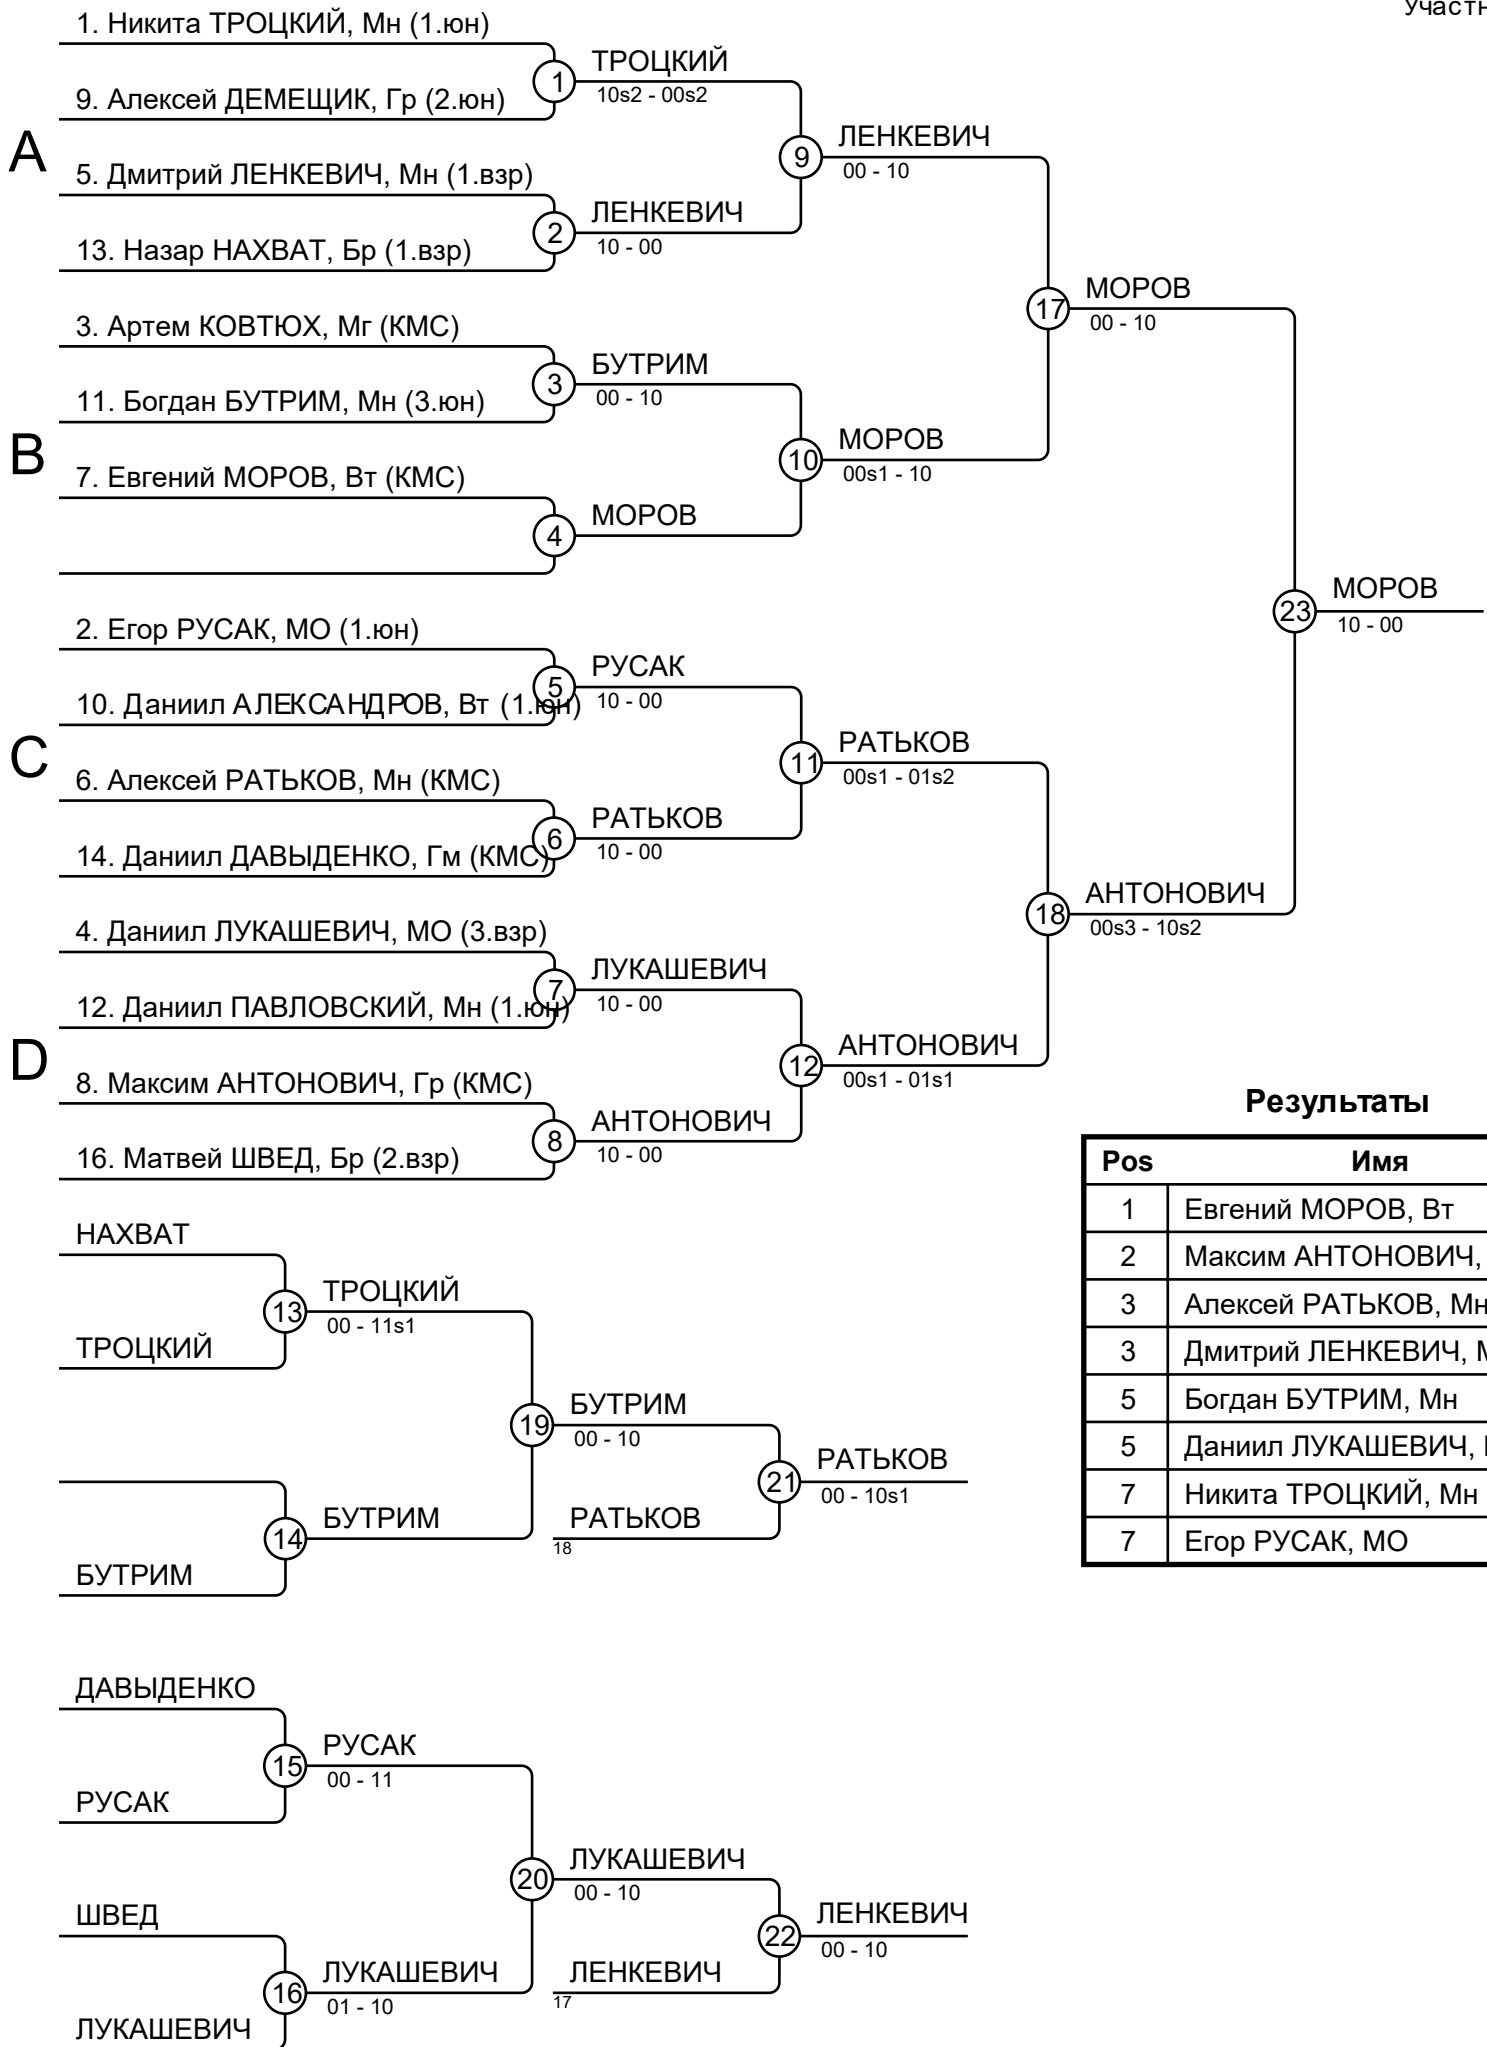 Участн
1. Никита ТРОЦКИЙ, Мн (1.юн)
1
ТРОЦКИЙ
10s2 - 00s2
9. Алексей ДЕМЕЩИК, Гр (2.юн)
A
9
ЛЕНКЕВИЧ
00 - 10
5. Дмитрий ЛЕНКЕВИЧ, Мн (1.взр)
2
ЛЕНКЕВИЧ
10 - 00
13. Назар НАХВАТ, Бр (1.взр)
17
МОРОВ
00 - 10
3. Артем КОВТЮХ, Мг (КМС)
3
БУТРИМ
00 - 10
11. Богдан БУТРИМ, Мн (3.юн)
B
10
МОРОВ
00s1 - 10
7. Евгений МОРОВ, Вт (КМС)
4
МОРОВ
23
МОРОВ
10 - 00
2. Егор РУСАК, МО (1.юн)
5
РУСАК
10 - 00
10. Даниил АЛЕКСАНДРОВ, Вт (1.юн)
C
11
РАТЬКОВ
00s1 - 01s2
6. Алексей РАТЬКОВ, Мн (КМС)
6
РАТЬКОВ
10 - 00
14. Даниил ДАВЫДЕНКО, Гм (КМС)
18
АНТОНОВИЧ
00s3 - 10s2
4. Даниил ЛУКАШЕВИЧ, МО (3.взр)
7
ЛУКАШЕВИЧ
10 - 00
12. Даниил ПАВЛОВСКИЙ, Мн (1.юн)
D
12
АНТОНОВИЧ
00s1 - 01s1
8. Максим АНТОНОВИЧ, Гр (КМС)
8
АНТОНОВИЧ
10 - 00
16. Матвей ШВЕД, Бр (2.взр)
Результаты
Pos Имя
1 Евгений МОРОВ, Вт
2 Максим АНТОНОВИЧ,
3 Алексей РАТЬКОВ, Мн
3 Дмитрий ЛЕНКЕВИЧ,
5 Богдан БУТРИМ, Мн
5 Даниил ЛУКАШЕВИЧ,
7 Никита ТРОЦКИЙ, Мн
7 Егор РУСАК, МО
НАХВАТ
13
ТРОЦКИЙ
00 - 11s1
ТРОЦКИЙ
19
БУТРИМ
00 - 10
21
РАТЬКОВ
00 - 10s1
14
БУТРИМ
РАТЬКОВ
18
БУТРИМ
ДАВЫДЕНКО
15
РУСАК
00 - 11
РУСАК
20
ЛУКАШЕВИЧ
00 - 10
ШВЕД
22
ЛЕНКЕВИЧ
00 - 10
16
ЛУКАШЕВИЧ
01 - 10
ЛЕНКЕВИЧ
17
ЛУКАШЕВИЧ